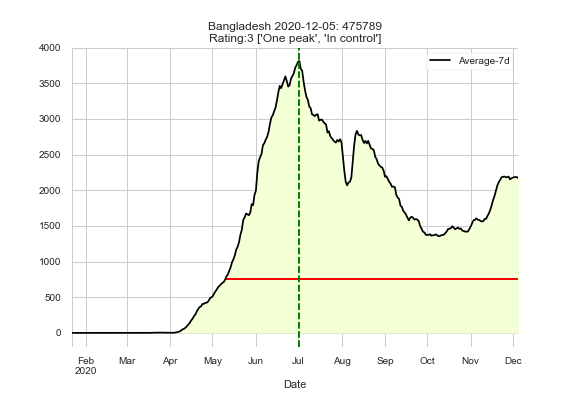 Bangladesh 2020-12-05: 475789
Rating:3 ['One peak', 'In control']
Average-7d
4000
3500
3000
2500
2000
1500
1000
500
0
Feb Mar Apr May Jun Jul Aug Sep Oct Nov Dec
2020
Date